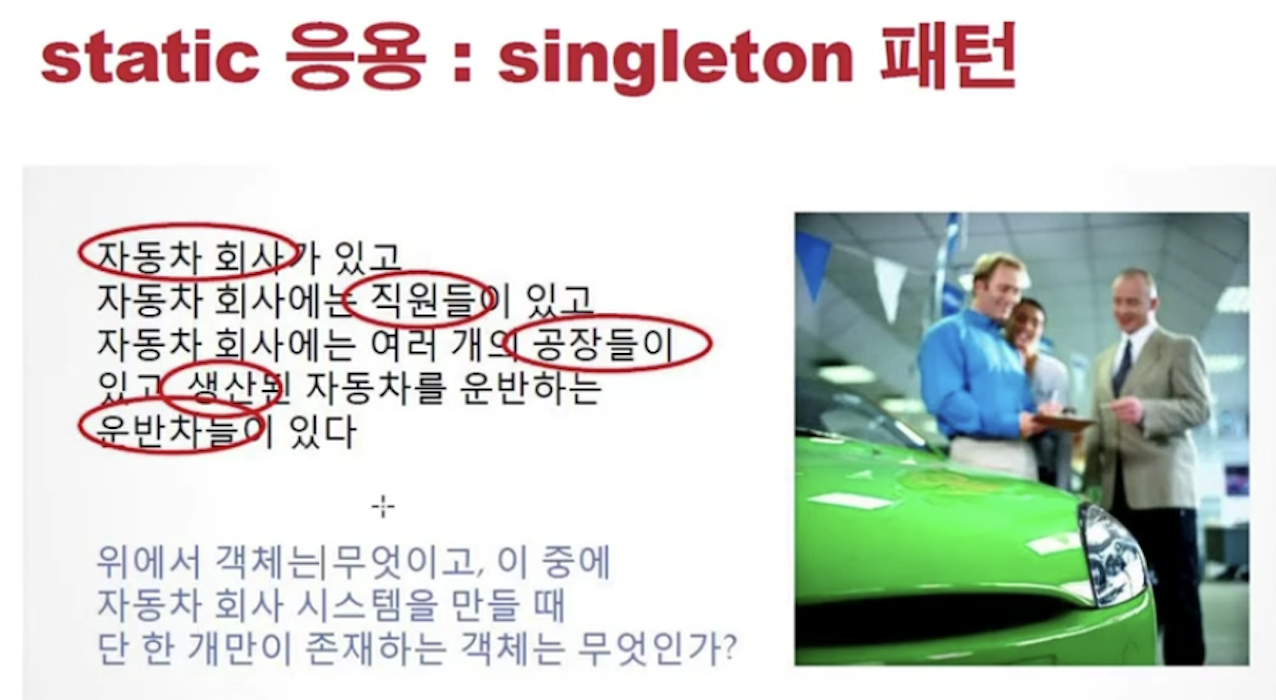 static 응용 : singleton 패턴
자동차 회사가 있고
자동차 회사에는 직원들이 있고
자동차 회사에는 여러 개의 공장들이
있고 생산된 자동차를 운반하는
운반차들이 있다
위에서 객체는 무엇이고, 이 중에
자동차 회사 시스템을 만들 때
단 한 개만이 존재하는 객체는 무엇인가?